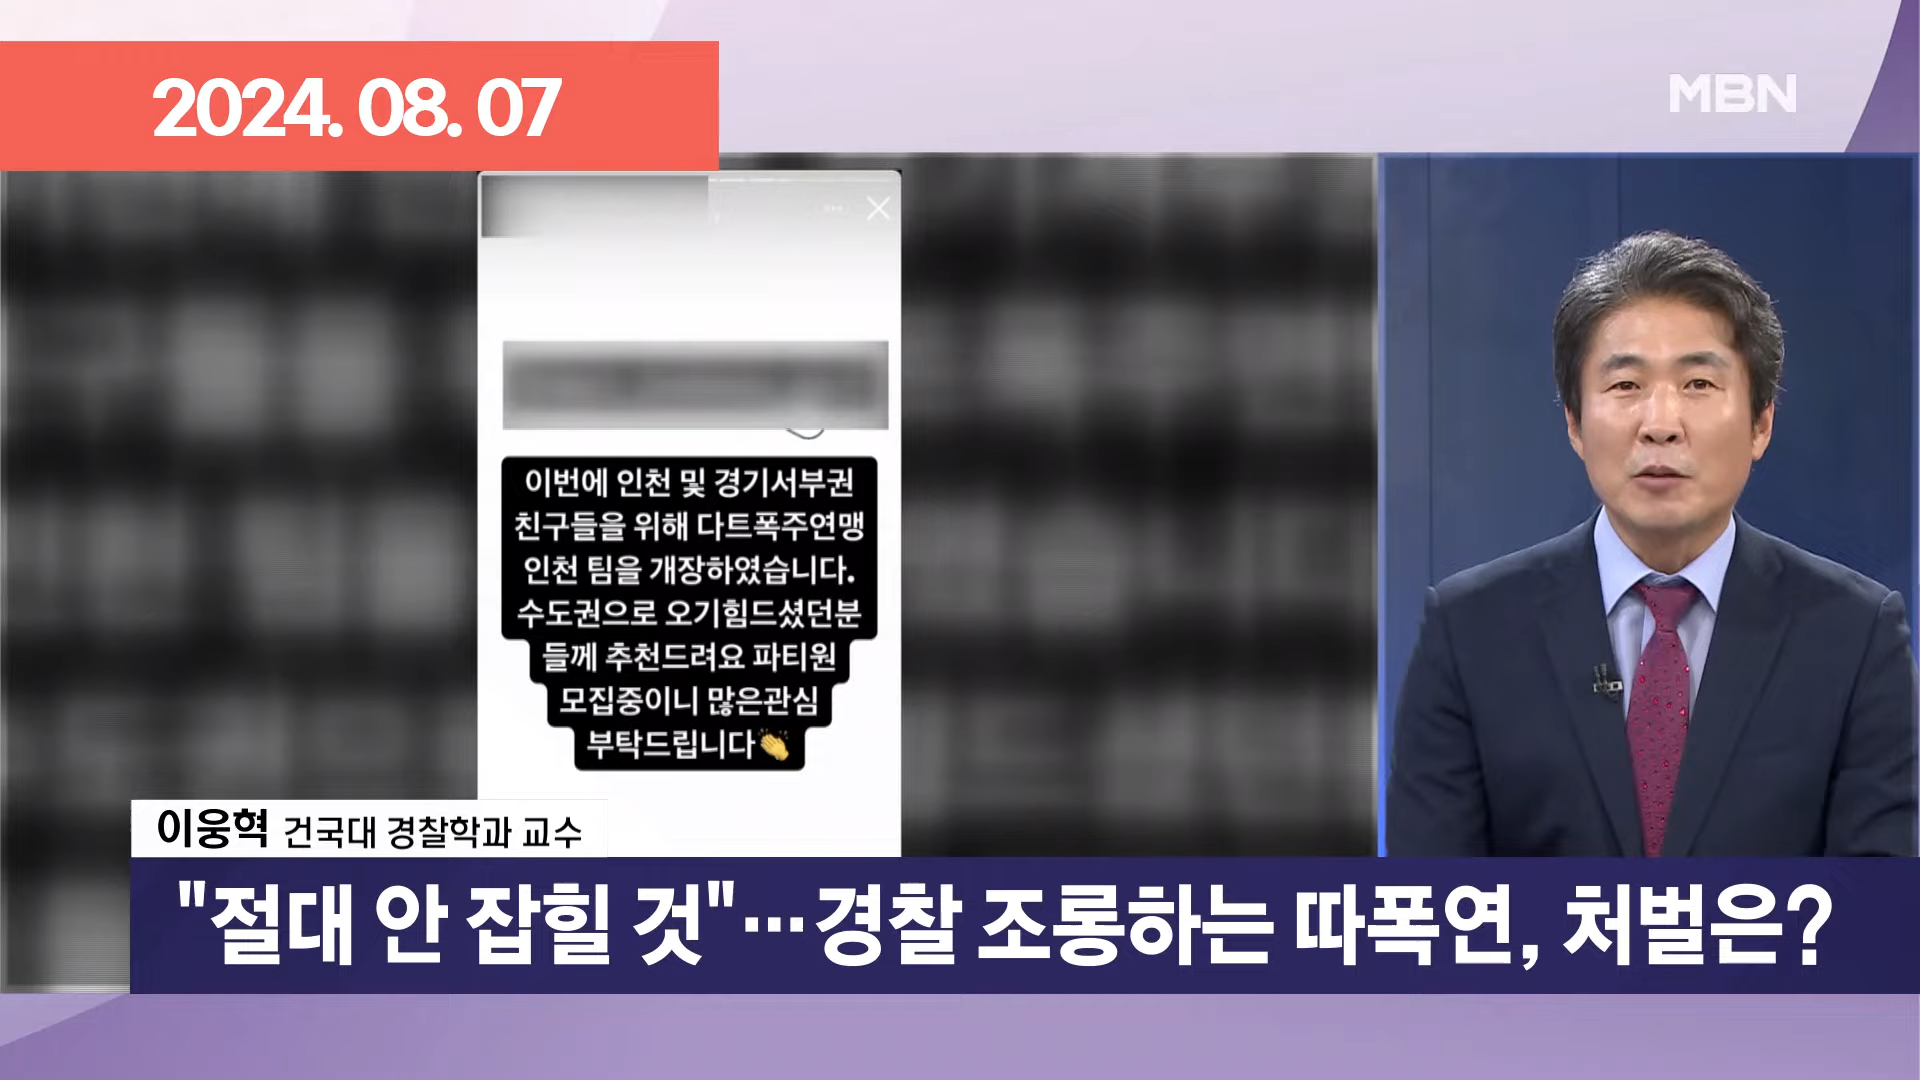 2024. 08. 07
MBN
이번에 인천 및 경기서부권
친구들을 위해 다트폭주연맹
인천 팀을 개장하였습니다.
수도권으로 오기힘드셨던분
들께 추천드려요 파티원
모집중이니 많은관심
부탁드립니다👏
이웅혁 건국대 경찰학과 교수
"절대 안 잡힐 것"…경찰 조롱하는 따폭연, 처벌은?